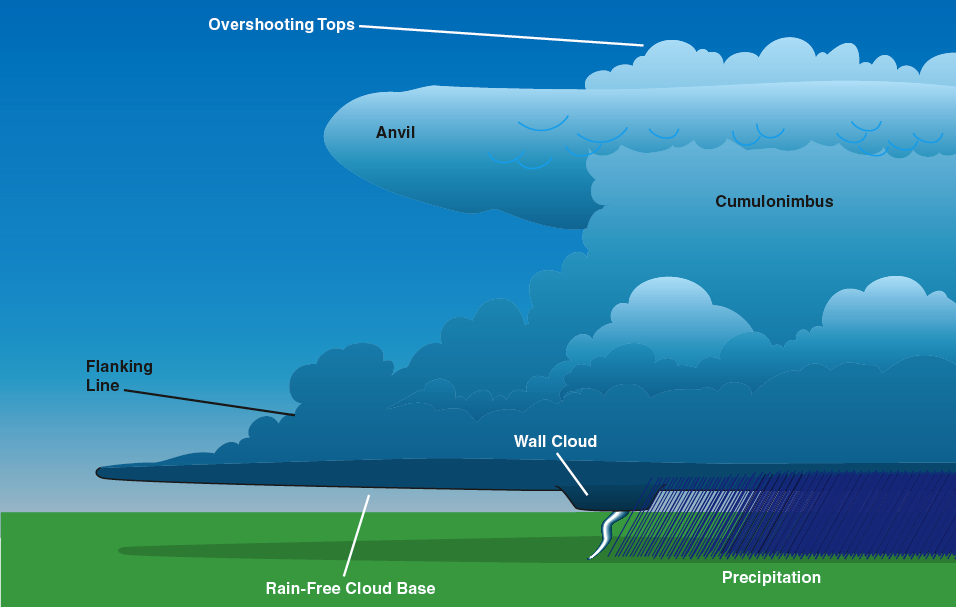 Overshooting Tops
Anvil
Cumulonimbus
Flanking
Line
Wall Cloud
Precipitation
Rain-Free Cloud Base